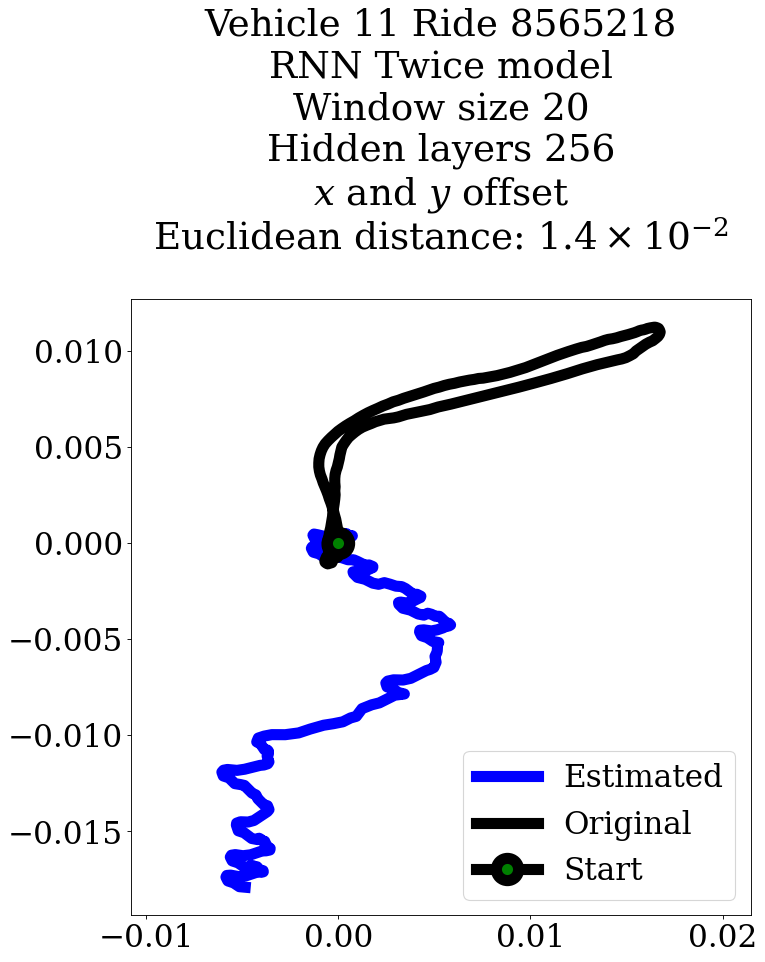 Vehicle 11 Ride 8565218
RNN Twice model
Window size 20
Hidden layers 256
x and y offset
Euclidean distance: 1.4 × 10⁻²
0.010
0.005
0.000
−0.005
−0.010
−0.015
Estimated
Original
Start
−0.01 0.00 0.01 0.02